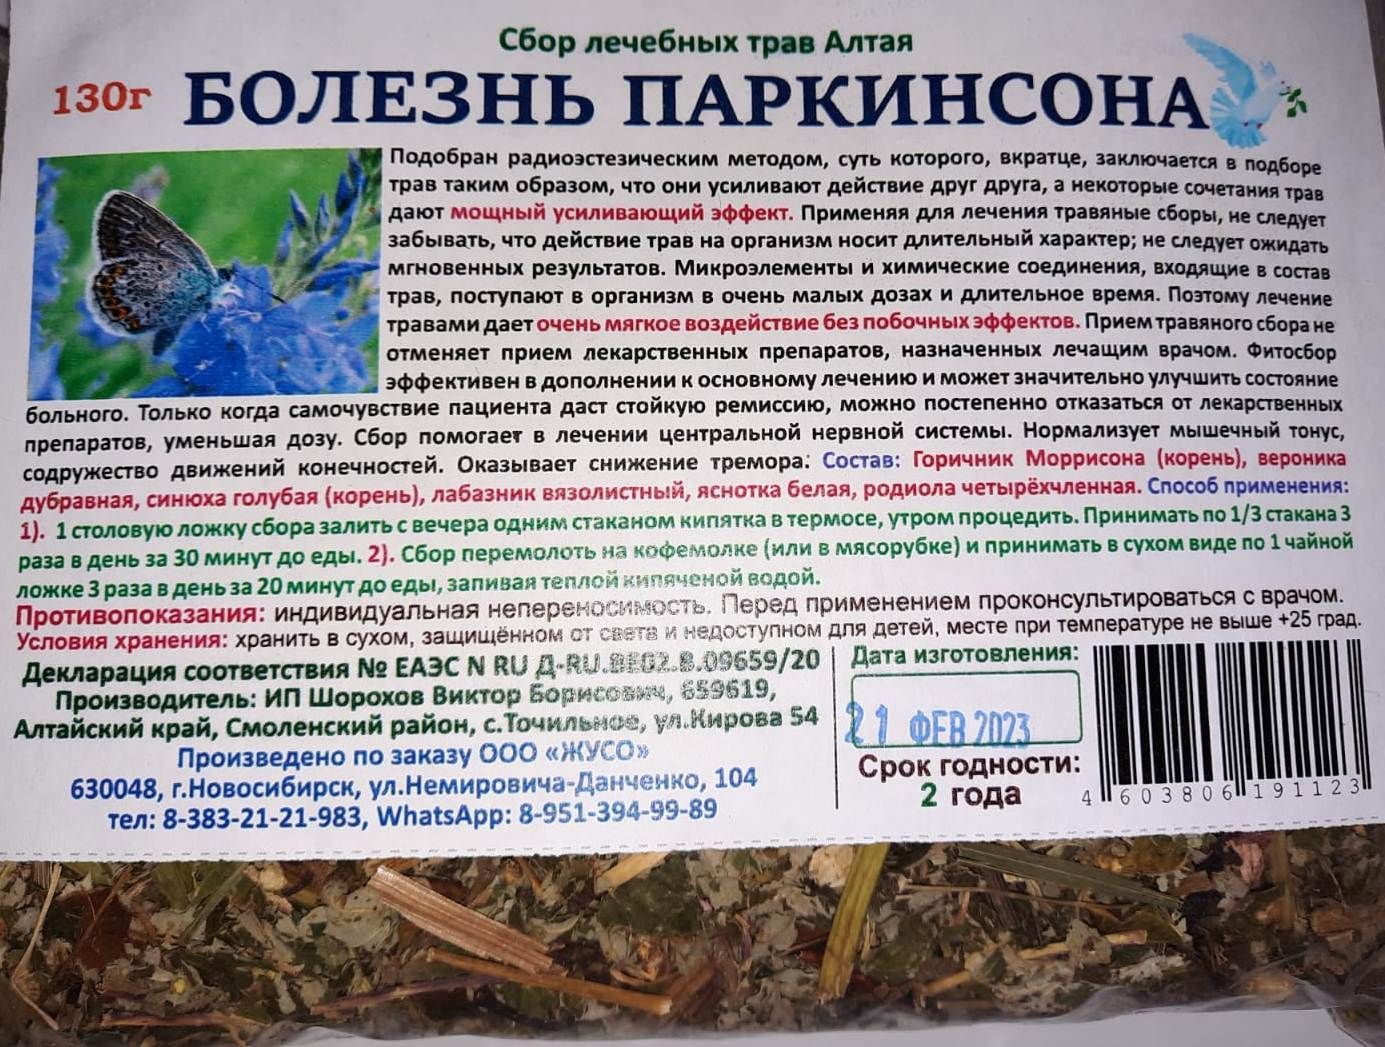 Сбор лечебных трав Алтая
130г БОЛЕЗНЬ ПАРКИНСОНА
Подобран радиоэстезическим методом, суть которого, вкратце, заключается в подборе
трав таким образом, что они усиливают действие друг друга, а некоторые сочетания трав
дают мощный усиливающий эффект. Применяя для лечения травяные сборы, не следует
забывать, что действие трав на организм носит длительный характер; не следует ожидать
мгновенных результатов. Микроэлементы и химические соединения, входящие в состав
трав, поступают в организм в очень малых дозах и длительное время. Поэтому лечение
травами дает очень мягкое воздействие без побочных эффектов. Прием травяного сбора не
отменяет прием лекарственных препаратов, назначенных лечащим врачом. Фитосбор
эффективен в дополнении к основному лечению и может значительно улучшить состояние
больного. Только когда самочувствие пациента даст стойкую ремиссию, можно постепенно отказаться от лекарственных
препаратов, уменьшая дозу. Сбор помогает в лечении центральной нервной системы. Нормализует мышечный тонус,
содружество движений конечностей. Оказывает снижение тремора. Состав: Горичник Моррисона (корень), вероника
дубравная, синюха голубая (корень), лабазник вязолистный, яснотка белая, родиола четырёхчленная. Способ применения:
1). 1 столовую ложку сбора залить с вечера одним стаканом кипятка в термосе, утром процедить. Принимать по 1/3 стакана 3
раза в день за 30 минут до еды. 2). Сбор перемолоть на кофемолке (или в мясорубке) и принимать в сухом виде по 1 чайной
ложке 3 раза в день за 20 минут до еды, запивая теплой кипяченой водой.
Противопоказания: индивидуальная непереносимость. Перед применением проконсультироваться с врачом.
Условия хранения: хранить в сухом, защищённом от света и недоступном для детей, месте при температуре не выше +25 град.
Декларация соответствия № ЕАЭС N RU Д-RU.ВЕ02.В.09659/20
Производитель: ИП Шорохов Виктор Борисович, 659619,
Алтайский край, Смоленский район, с.Точильное, ул.Кирова 54
Произведено по заказу ООО «ЖУСО»
630048, г.Новосибирск, ул.Немировича-Данченко, 104
тел: 8-383-21-21-983, WhatsApp: 8-951-394-99-89
Дата изготовления:
21 ФЕВ 2023
Срок годности:
2 года
4 603806 191123